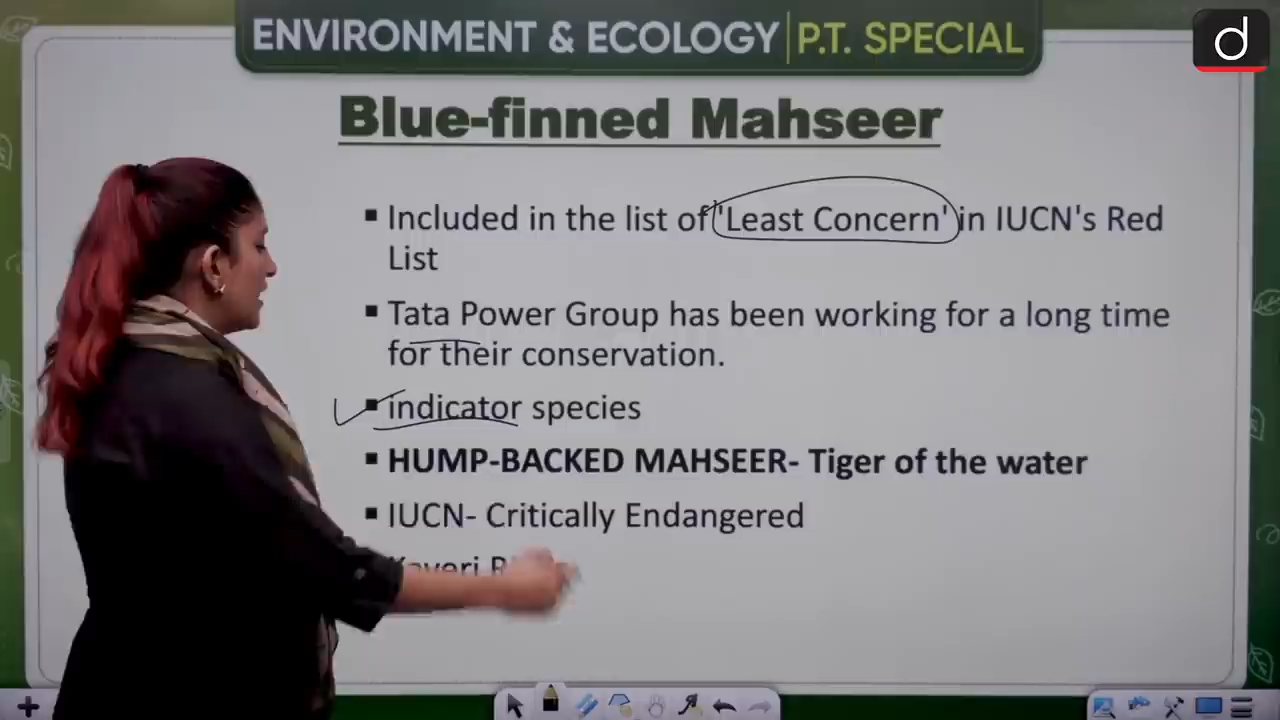 ENVIRONMENT & ECOLOGY | P.T. SPECIAL
d
Blue-finned Mahseer
▪ Included in the list of 'Least Concern' in IUCN's Red
List
▪ Tata Power Group has been working for a long time
for their conservation.
▪ indicator species
▪ HUMP-BACKED MAHSEER- Tiger of the water
▪ IUCN- Critically Endangered
Kaveri